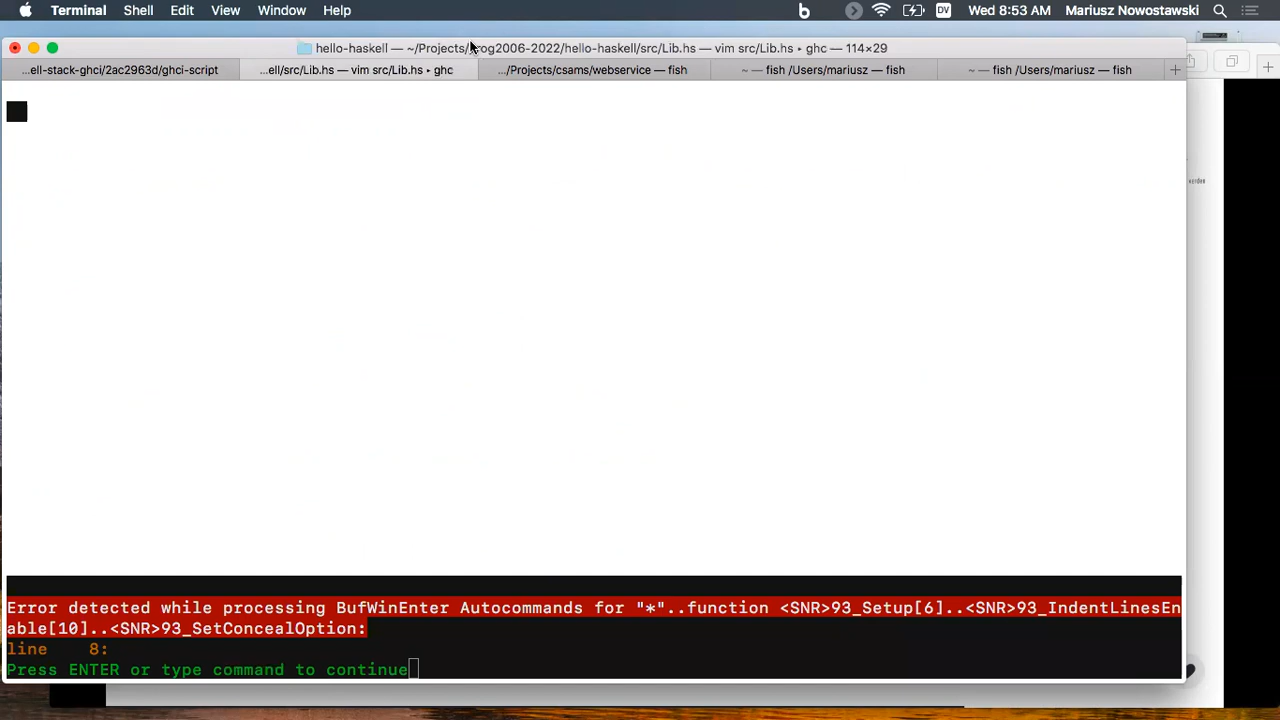 Terminal Shell Edit View Window Help DV Wed 8:53 AM Mariusz Nowostawski
hello-haskell — ~/Projects/prog2006-2022/hello-haskell/src/Lib.hs — vim src/Lib.hs ▸ ghc — 114×29
...ell-stack-ghci/2ac2963d/ghci-script ...ell/src/Lib.hs — vim src/Lib.hs ▸ ghc .../Projects/csams/webservice — fish ~ — fish /Users/mariusz — fish ~ — fish /Users/mariusz — fish
Error detected while processing BufWinEnter Autocommands for "*"..function <SNR>93_Setup[6]..<SNR>93_IndentLinesEn
able[10]..<SNR>93_SetConcealOption:
line    8:
Press ENTER or type command to continue